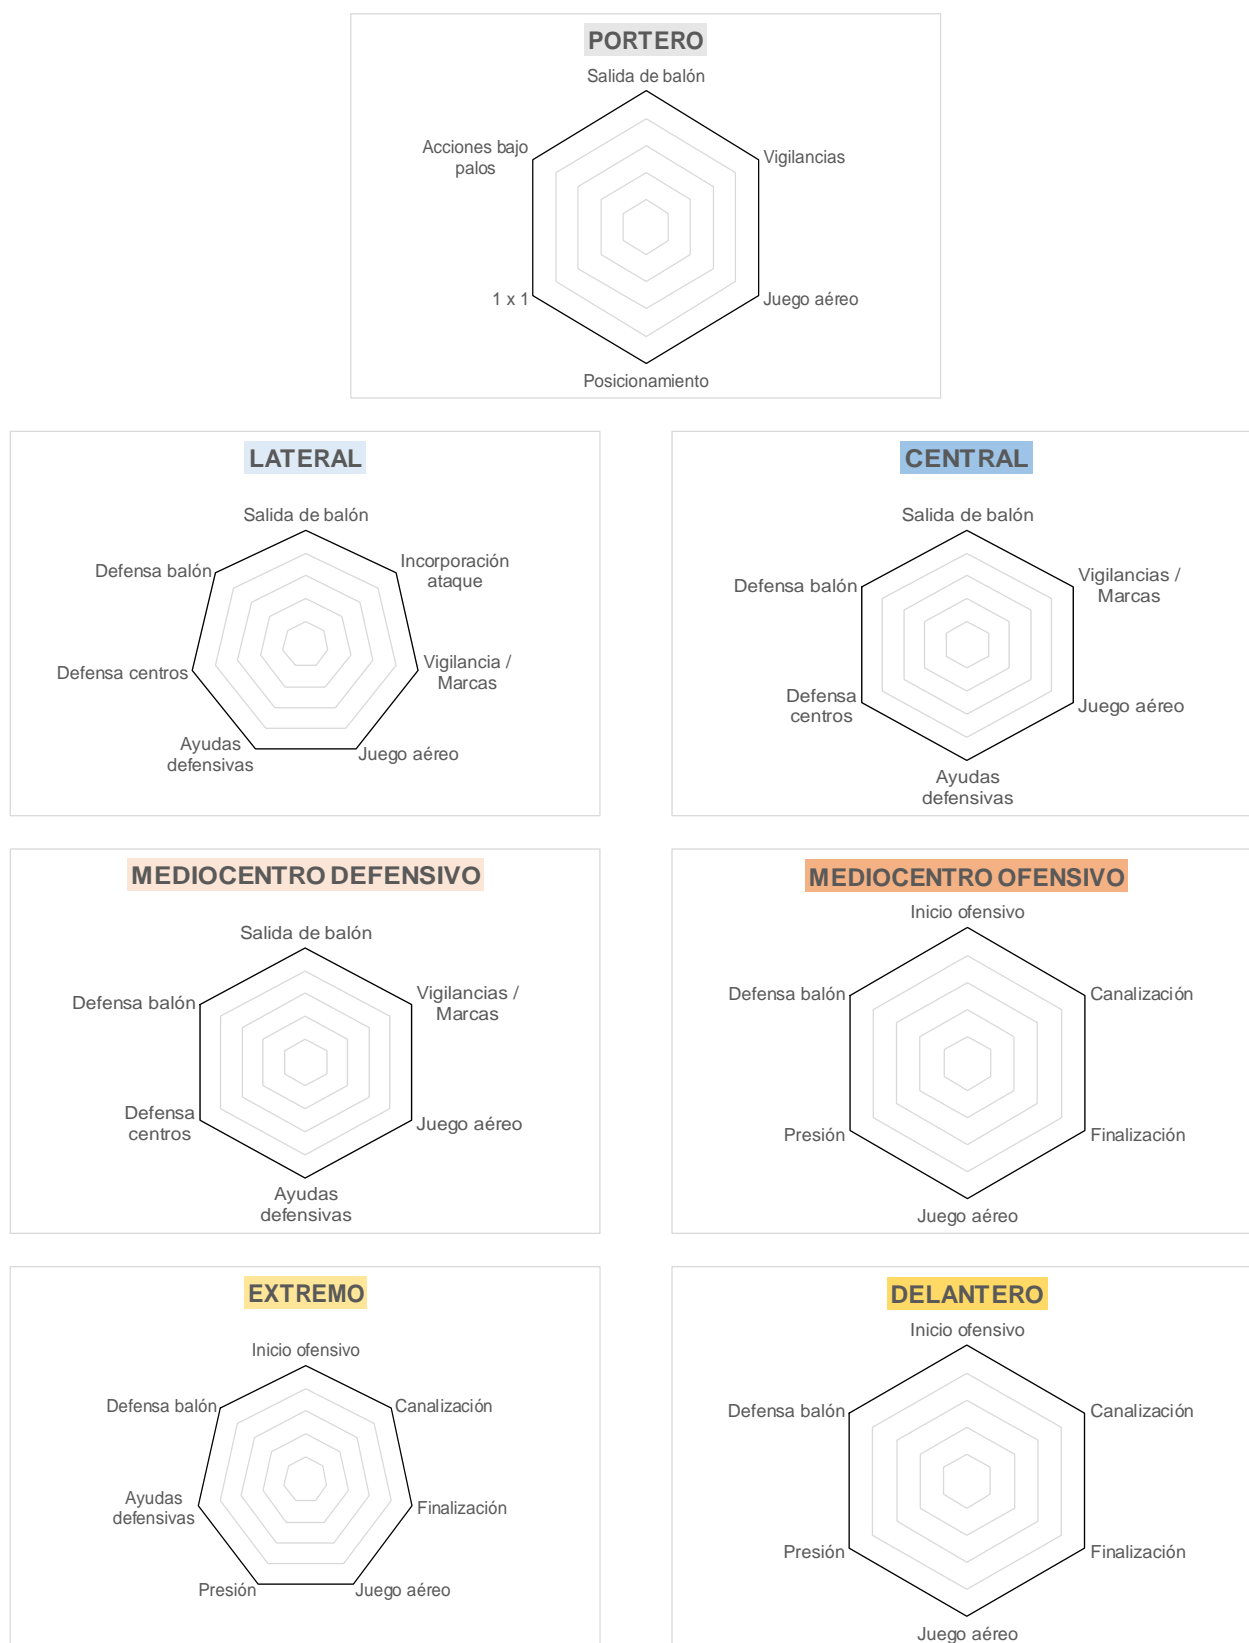 PORTERO
Salida de balón
Acciones bajo
palos
Vigilancias
1 x 1
Juego aéreo
Posicionamiento
LATERAL
Salida de balón
Defensa balón
Incorporación
ataque
Defensa centros
Vigilancia /
Marcas
Ayudas
defensivas
Juego aéreo
CENTRAL
Salida de balón
Defensa balón
Vigilancias /
Marcas
Defensa
centros
Juego aéreo
Ayudas
defensivas
MEDIOCENTRO DEFENSIVO
Salida de balón
Defensa balón
Vigilancias /
Marcas
Defensa
centros
Juego aéreo
Ayudas
defensivas
MEDIOCENTRO OFENSIVO
Inicio ofensivo
Defensa balón
Canalización
Presión
Finalización
Juego aéreo
EXTREMO
Inicio ofensivo
Defensa balón
Canalización
Ayudas
defensivas
Finalización
Presión
Juego aéreo
DELANTERO
Inicio ofensivo
Defensa balón
Canalización
Presión
Finalización
Juego aéreo